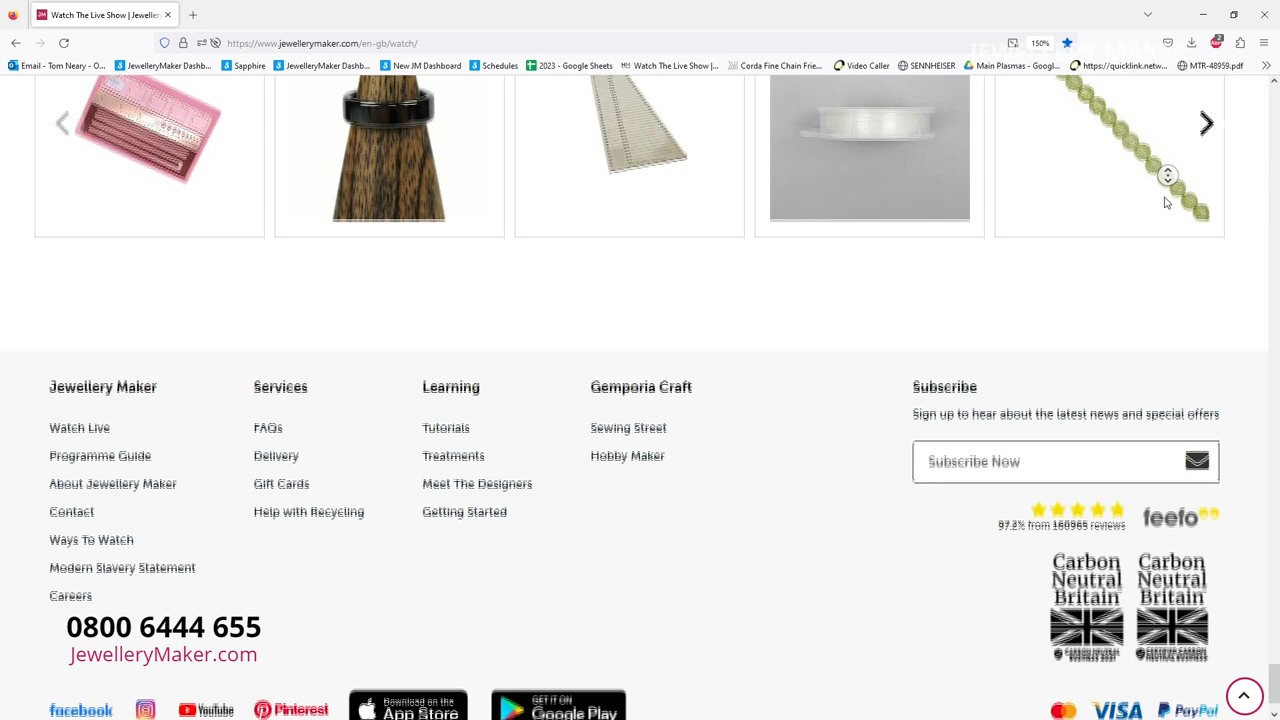 Watch The Live Show | Jeweller
https://www.jewellerymaker.com/en-gb/watch/
150%
2
Email - Tom Neary - O...
JewelleryMaker Dashb...
Sapphire
JewelleryMaker Dashb...
New JM Dashboard
Schedules
2023 - Google Sheets
Watch The Live Show |...
Corda Fine Chain Frie...
Video Caller
SENNHEISER
Main Plasmas - Googl...
https://quicklink.netw...
MTR-48959.pdf
Jewellery Maker
Watch Live
Programme Guide
About Jewellery Maker
Contact
Ways To Watch
Modern Slavery Statement
Careers
Services
FAQs
Delivery
Gift Cards
Help with Recycling
Learning
Tutorials
Treatments
Meet The Designers
Getting Started
Gemporia Craft
Sewing Street
Hobby Maker
Subscribe
Sign up to hear about the latest news and special offers
Subscribe Now
97.2% from 160965 reviews
feefo
Carbon
Neutral
Britain
Carbon
Neutral
Britain
0800 6444 655
JewelleryMaker.com
facebook
YouTube
Pinterest
Download on the
App Store
GET IT ON
Google Play
VISA
PayPal